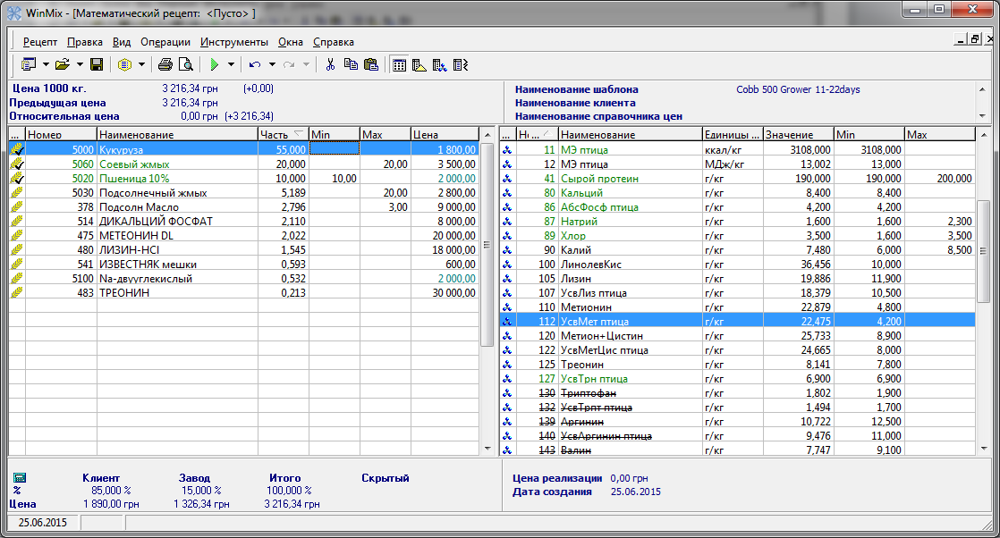 WinMix - [Математический рецепт: <Пусто> ]
Рецепт Правка Вид Операции Инструменты Окна Справка
Цена 1000 кг. 3 216,34 грн (+0,00)
Предыдущая цена 3 216,34 грн
Относительная цена 0,00 грн (+3 216,34)
Наименование шаблона Cobb 500 Grower 11-22days
Наименование клиента
Наименование справочника цен
... Номер Наименование Часть Min Max Цена
5000 Кукуруза 55,000 1 800,00
5060 Соевый жмых 20,000 20,00 3 500,00
5020 Пшеница 10% 10,000 10,00 2 000,00
5030 Подсолнечный жмых 5,189 20,00 2 800,00
378 Подсолн Масло 2,796 3,00 9 000,00
514 ДИКАЛЬЦИЙ ФОСФАТ 2,110 8 000,00
475 МЕТЕОНИН DL 2,022 20 000,00
480 ЛИЗИН-HCl 1,545 18 000,00
541 ИЗВЕСТНЯК мешки 0,593 600,00
5100 Na-двууглекислый 0,532 2 000,00
483 ТРЕОНИН 0,213 30 000,00
... Нс... Наименование Единицы ... Значение Min Max
11 МЭ птица ккал/кг 3108,000 3108,000
12 МЭ птица МДж/кг 13,002 13,000
41 Сырой протеин г/кг 190,000 190,000 200,000
80 Кальций г/кг 8,400 8,400
86 АбсФосф птица г/кг 4,200 4,200
87 Натрий г/кг 1,600 1,600 2,300
89 Хлор г/кг 3,500 1,600 3,500
90 Калий г/кг 7,480 6,000 8,500
100 ЛинолевКис г/кг 36,456 10,000
105 Лизин г/кг 19,886 11,900
107 УсвЛиз птица г/кг 18,379 10,500
110 Метионин г/кг 22,879 4,800
112 УсвМет птица г/кг 22,475 4,200
120 Метион+Цистин г/кг 25,733 8,900
122 УсвМетЦис птица г/кг 24,665 8,000
125 Треонин г/кг 8,141 7,800
127 УсвТрн птица г/кг 6,900 6,900
130 Триптофан г/кг 1,802 1,900
132 УсвТрпт птица г/кг 1,494 1,700
139 Аргинин г/кг 10,722 12,500
140 УсвАргинин птица г/кг 9,476 11,000
143 Валин г/кг 7,747 9,100
Клиент Завод Итого Скрытый
% 85,000 % 15,000 % 100,000 %
Цена 1 890,00 грн 1 326,34 грн 3 216,34 грн
Цена реализации 0,00 грн
Дата создания 25.06.2015
25.06.2015